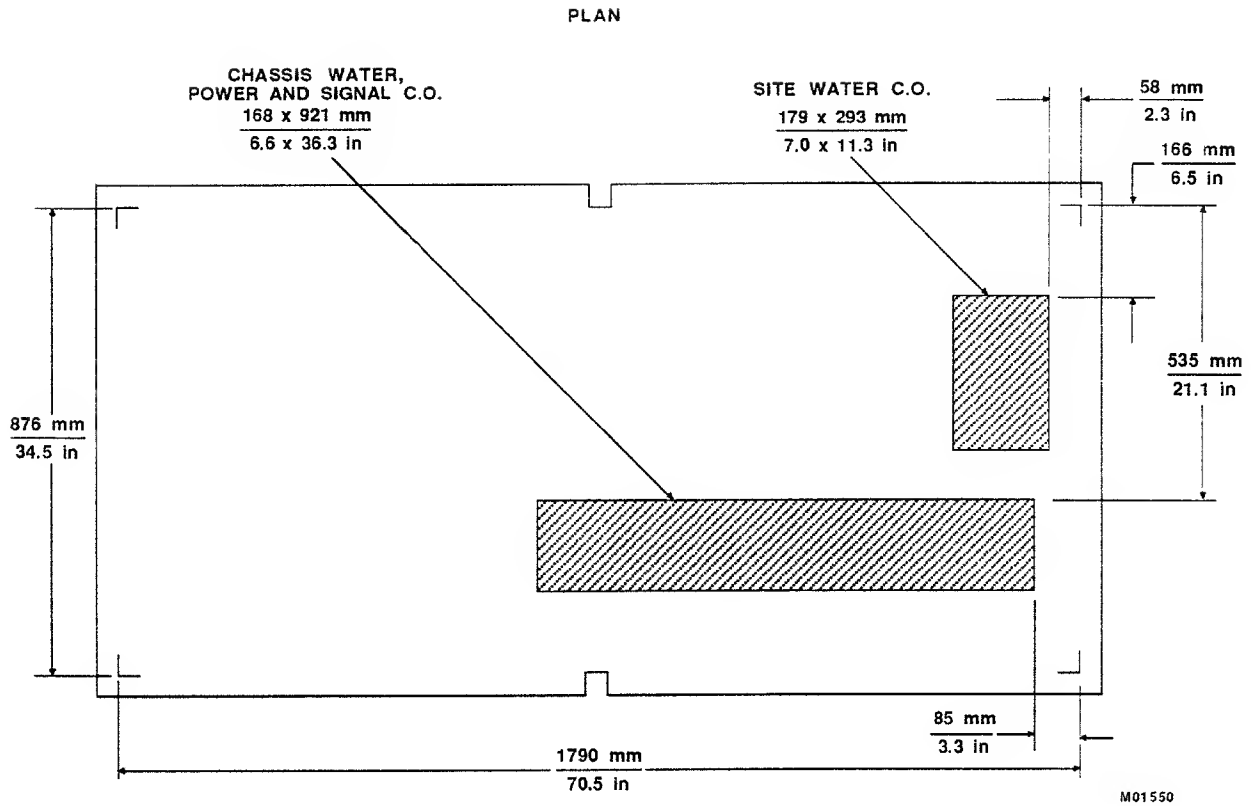 PLAN
CHASSIS WATER,
POWER AND SIGNAL C.O.
168 x 921 mm
6.6 x 36.3 in
SITE WATER C.O.
179 x 293 mm
7.0 x 11.3 in
58 mm
2.3 in
166 mm
6.5 in
535 mm
21.1 in
876 mm
34.5 in
85 mm
3.3 in
1790 mm
70.5 in
M01550